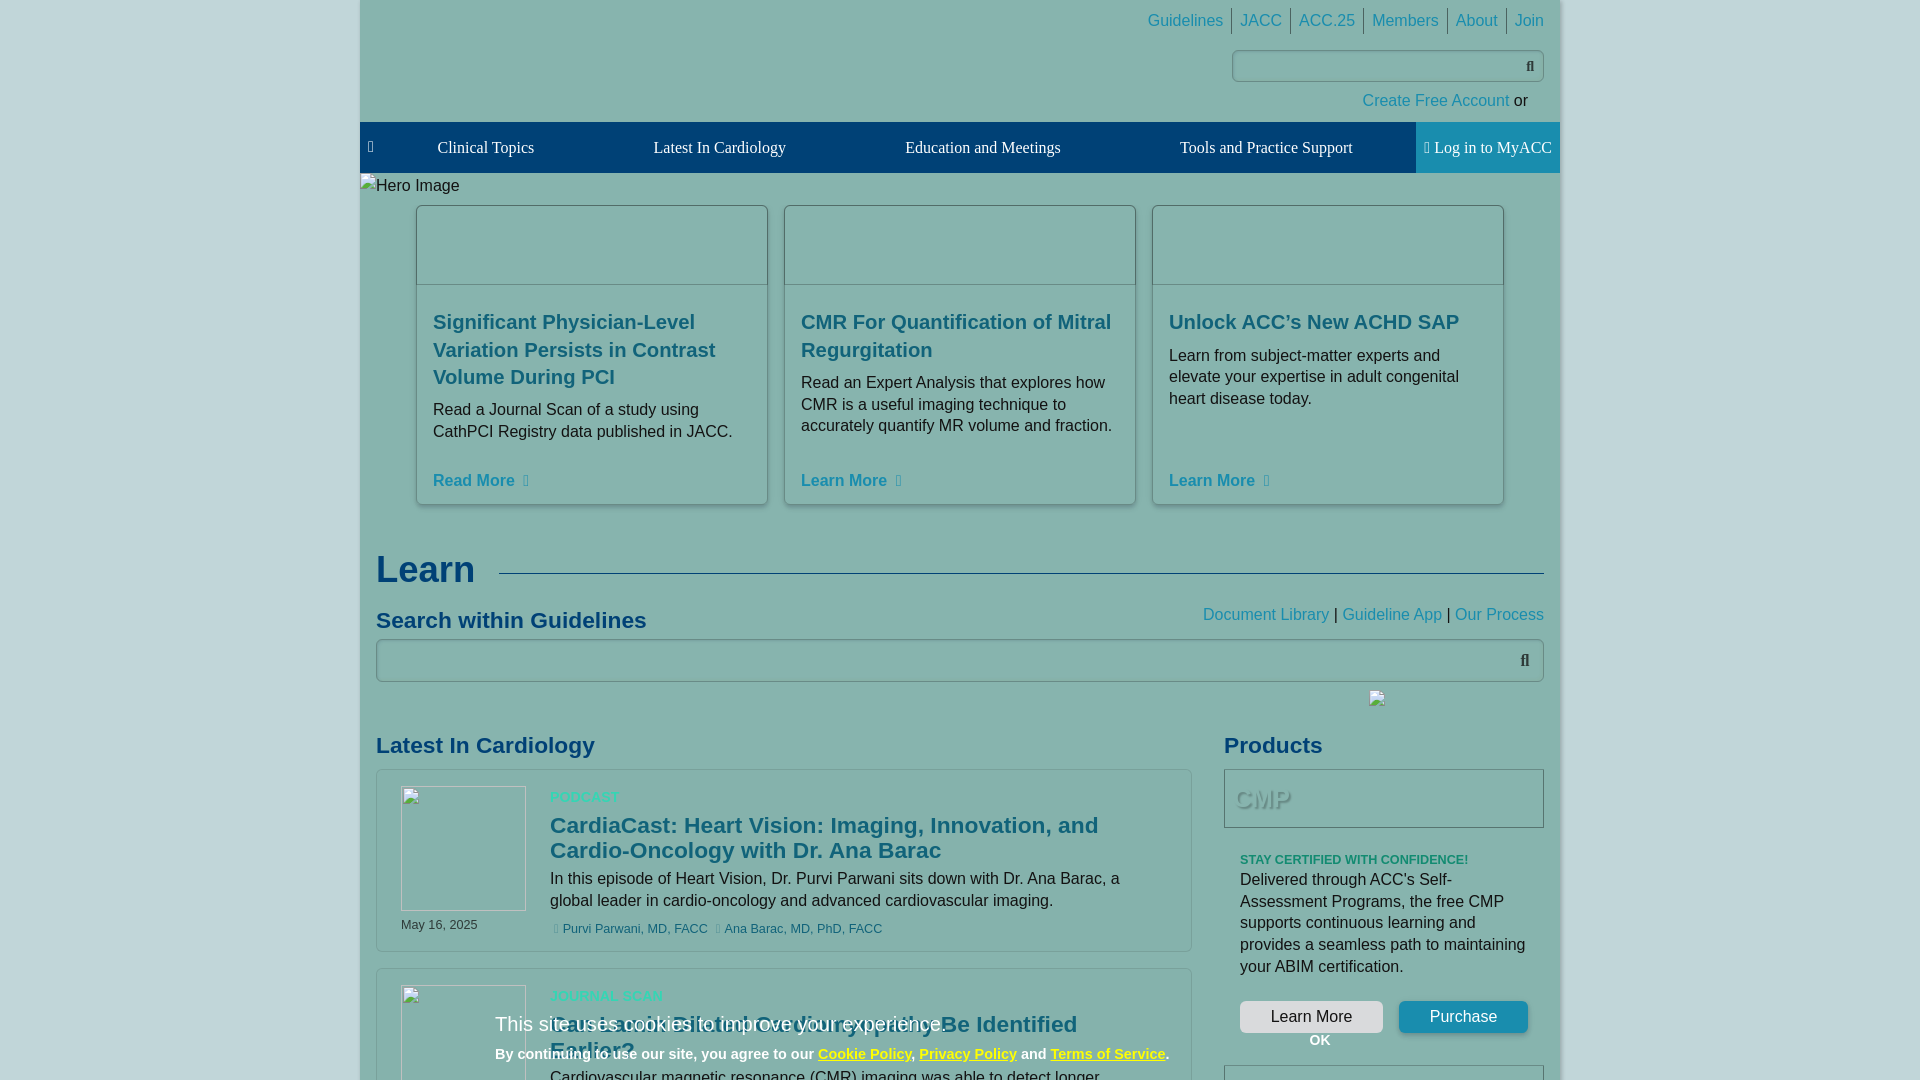 Guidelines JACC ACC.25 Members About Join
Create Free Account or
Clinical Topics Latest In Cardiology Education and Meetings Tools and Practice Support Log in to MyACC
Hero Image
Significant Physician-Level
Variation Persists in Contrast
Volume During PCI
Read a Journal Scan of a study using
CathPCI Registry data published in JACC.
Read More
CMR For Quantification of Mitral
Regurgitation
Read an Expert Analysis that explores how
CMR is a useful imaging technique to
accurately quantify MR volume and fraction.
Learn More
Unlock ACC’s New ACHD SAP
Learn from subject-matter experts and
elevate your expertise in adult congenital
heart disease today.
Learn More
Learn
Search within Guidelines
Document Library | Guideline App | Our Process
Latest In Cardiology
PODCAST
CardiaCast: Heart Vision: Imaging, Innovation, and
Cardio-Oncology with Dr. Ana Barac
In this episode of Heart Vision, Dr. Purvi Parwani sits down with Dr. Ana Barac, a
global leader in cardio-oncology and advanced cardiovascular imaging.
May 16, 2025
Purvi Parwani, MD, FACC Ana Barac, MD, PhD, FACC
JOURNAL SCAN
Can Lamin Dilated Cardiomyopathy Be Identified
Earlier?
Cardiovascular magnetic resonance (CMR) imaging was able to detect longer
Products
CMP
STAY CERTIFIED WITH CONFIDENCE!
Delivered through ACC's Self-
Assessment Programs, the free CMP
supports continuous learning and
provides a seamless path to maintaining
your ABIM certification.
Learn More Purchase
This site uses cookies to improve your experience.
By continuing to use our site, you agree to our Cookie Policy, Privacy Policy and Terms of Service.
OK